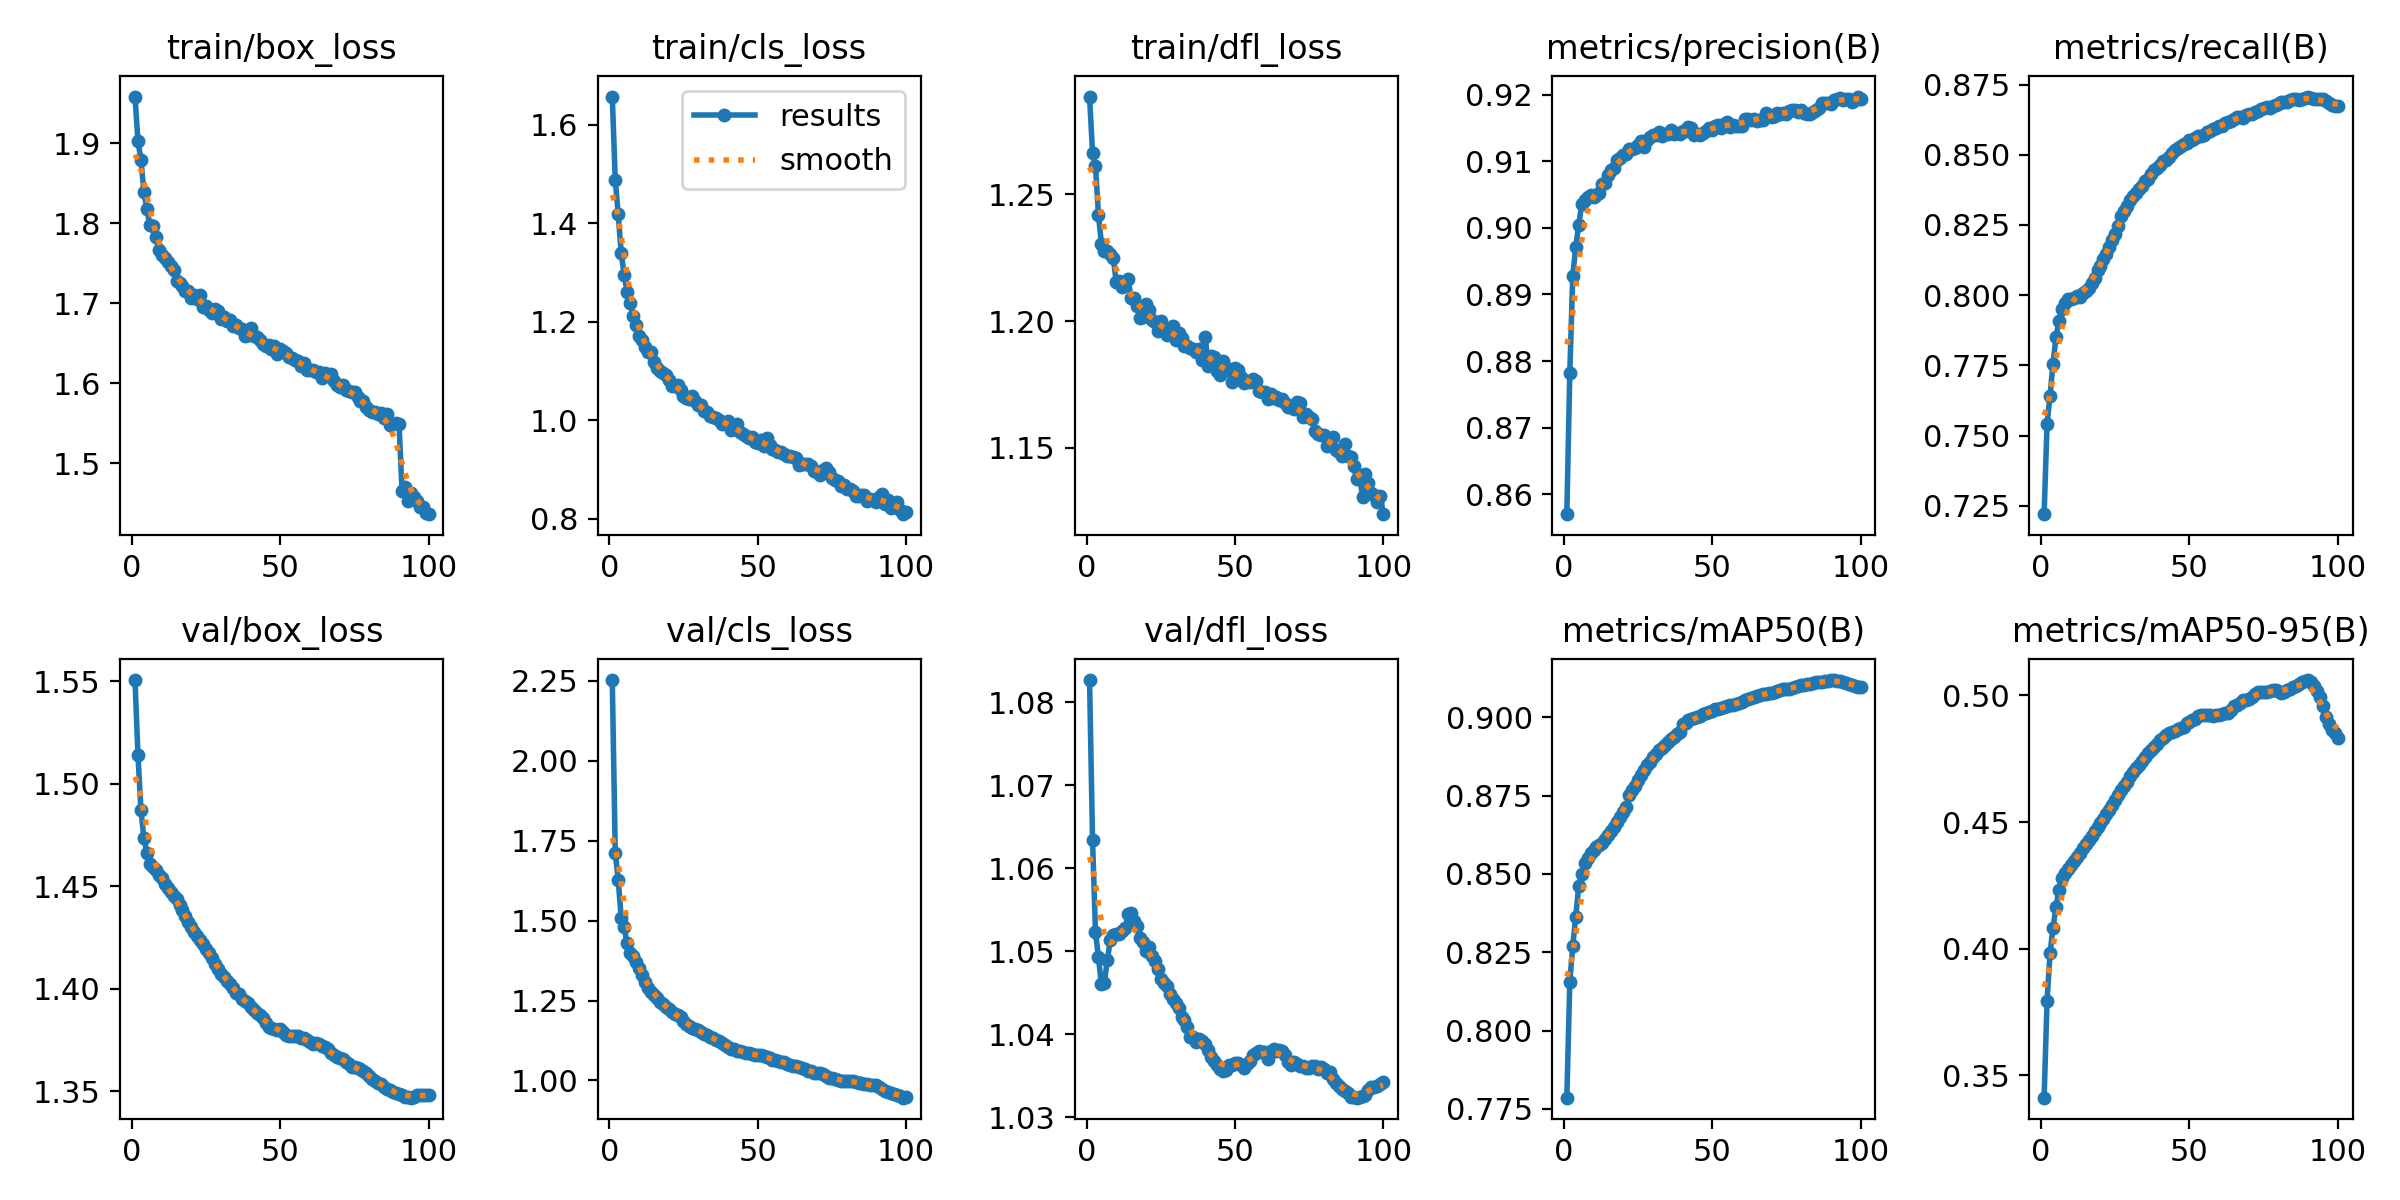 train/box_loss
1.9
1.8
1.7
1.6
1.5
0 50 100
train/cls_loss
results
smooth
1.6
1.4
1.2
1.0
0.8
0 50 100
train/dfl_loss
1.25
1.20
1.15
0 50 100
metrics/precision(B)
0.92
0.91
0.90
0.89
0.88
0.87
0.86
0 50 100
metrics/recall(B)
0.875
0.850
0.825
0.800
0.775
0.750
0.725
0 50 100
val/box_loss
1.55
1.50
1.45
1.40
1.35
0 50 100
val/cls_loss
2.25
2.00
1.75
1.50
1.25
1.00
0 50 100
val/dfl_loss
1.08
1.07
1.06
1.05
1.04
1.03
0 50 100
metrics/mAP50(B)
0.900
0.875
0.850
0.825
0.800
0.775
0 50 100
metrics/mAP50-95(B)
0.50
0.45
0.40
0.35
0 50 100